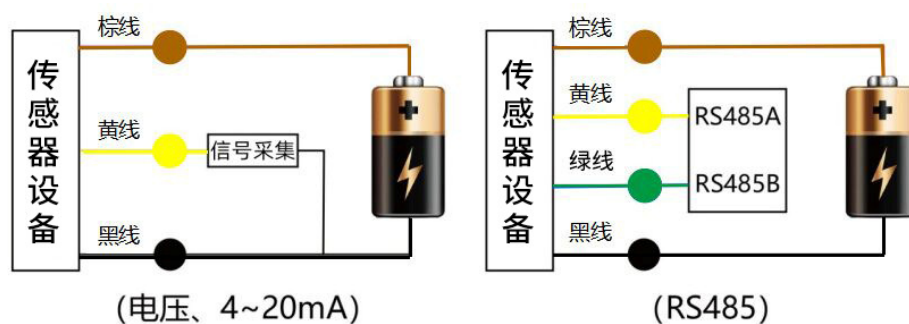 棕线
传感器设备
黄线
信号采集
黑线
(电压、4~20mA)
棕线
传感器设备
黄线
RS485A
绿线
RS485B
黑线
(RS485)